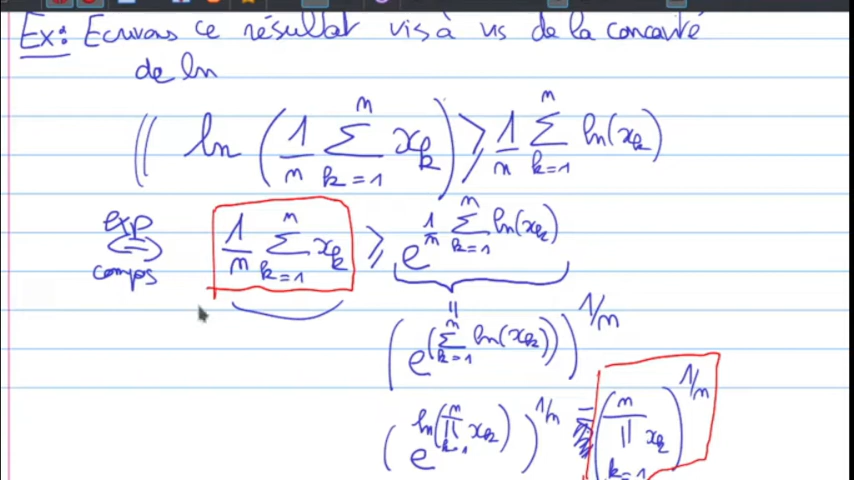 Ex: Ecrivons ce résultat vis à vis de la concavité
de ln
ln (1/n ∑_{k=1}^{n} x_k) ⩾ 1/n ∑_{k=1}^{n} ln(x_k)
exp
⟺ 1/n ∑_{k=1}^{n} x_k ⩾ e^{1/n ∑_{k=1}^{n} ln(x_k)}
comps
=
(e^{(∑_{k=1}^{n} ln(x_k))})^{1/n}
(e^{ln(∏_{k=1}^{n} x_k)})^{1/n} = (∏_{k=1}^{n} x_k)^{1/n}